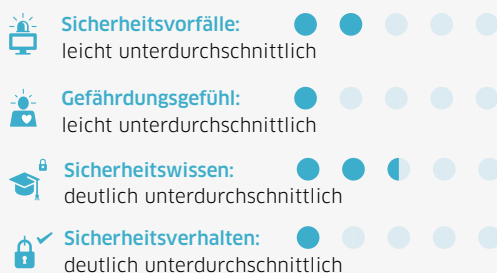 Sicherheitsvorfälle:
leicht unterdurchschnittlich
Gefährdungsgefühl:
leicht unterdurchschnittlich
Sicherheitswissen:
deutlich unterdurchschnittlich
Sicherheitsverhalten:
deutlich unterdurchschnittlich